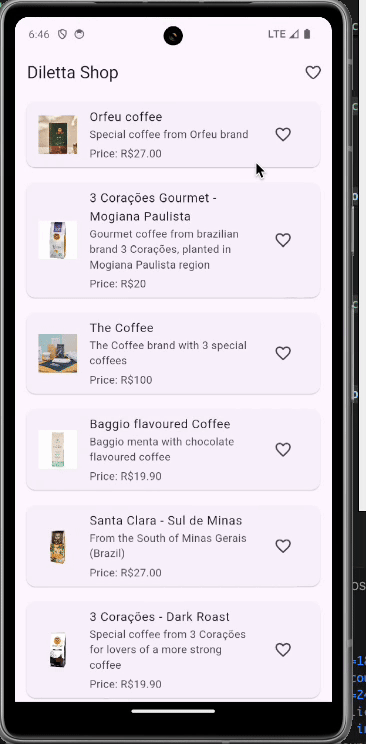 6:46
LTE
Diletta Shop
Orfeu coffee
Special coffee from Orfeu brand
Price: R$27.00
3 Corações Gourmet -
Mogiana Paulista
Gourmet coffee from brazilian
brand 3 Corações, planted in
Mogiana Paulista region
Price: R$20
The Coffee
The Coffee brand with 3 special
coffees
Price: R$100
Baggio flavoured Coffee
Baggio menta with chocolate
flavoured coffee
Price: R$19.90
Santa Clara - Sul de Minas
From the South of Minas Gerais
(Brazil)
Price: R$27.00
3 Corações - Dark Roast
Special coffee from 3 Corações
for lovers of a more strong
coffee
Price: R$19.90